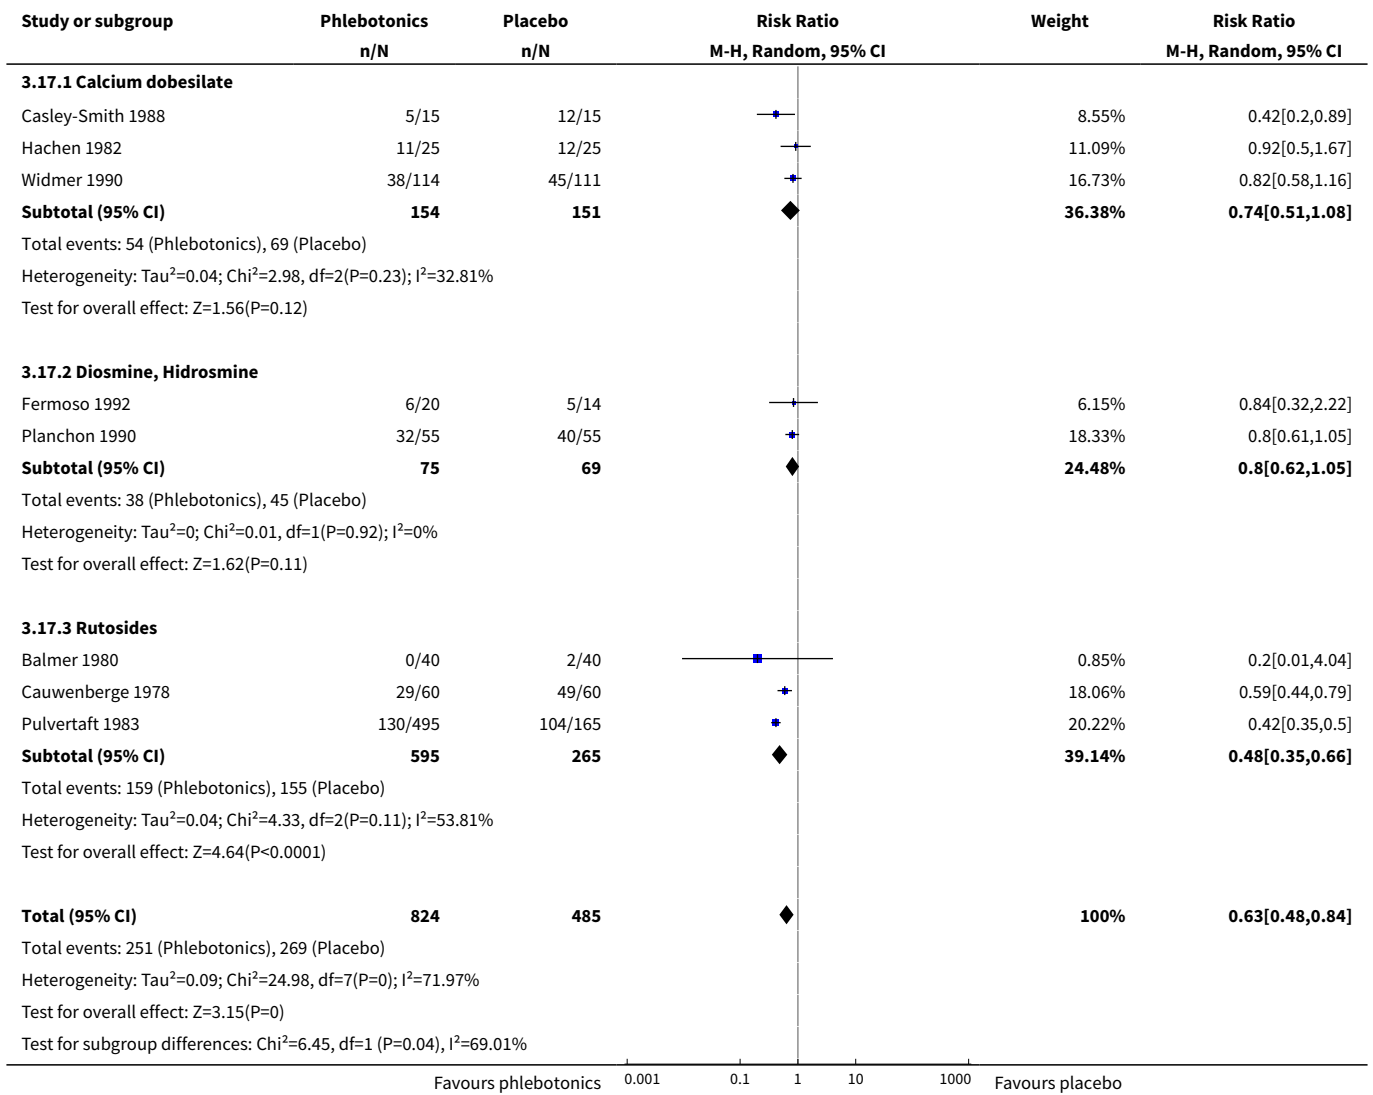 Study or subgroup Phlebotonics Placebo Risk Ratio Weight Risk Ratio
n/N n/N M-H, Random, 95% CI M-H, Random, 95% CI
3.17.1 Calcium dobesilate
Casley-Smith 1988 5/15 12/15 8.55% 0.42[0.2,0.89]
Hachen 1982 11/25 12/25 11.09% 0.92[0.5,1.67]
Widmer 1990 38/114 45/111 16.73% 0.82[0.58,1.16]
Subtotal (95% CI) 154 151 36.38% 0.74[0.51,1.08]
Total events: 54 (Phlebotonics), 69 (Placebo)
Heterogeneity: Tau²=0.04; Chi²=2.98, df=2(P=0.23); I²=32.81%
Test for overall effect: Z=1.56(P=0.12)
3.17.2 Diosmine, Hidrosmine
Fermoso 1992 6/20 5/14 6.15% 0.84[0.32,2.22]
Planchon 1990 32/55 40/55 18.33% 0.8[0.61,1.05]
Subtotal (95% CI) 75 69 24.48% 0.8[0.62,1.05]
Total events: 38 (Phlebotonics), 45 (Placebo)
Heterogeneity: Tau²=0; Chi²=0.01, df=1(P=0.92); I²=0%
Test for overall effect: Z=1.62(P=0.11)
3.17.3 Rutosides
Balmer 1980 0/40 2/40 0.85% 0.2[0.01,4.04]
Cauwenberge 1978 29/60 49/60 18.06% 0.59[0.44,0.79]
Pulvertaft 1983 130/495 104/165 20.22% 0.42[0.35,0.5]
Subtotal (95% CI) 595 265 39.14% 0.48[0.35,0.66]
Total events: 159 (Phlebotonics), 155 (Placebo)
Heterogeneity: Tau²=0.04; Chi²=4.33, df=2(P=0.11); I²=53.81%
Test for overall effect: Z=4.64(P<0.0001)
Total (95% CI) 824 485 100% 0.63[0.48,0.84]
Total events: 251 (Phlebotonics), 269 (Placebo)
Heterogeneity: Tau²=0.09; Chi²=24.98, df=7(P=0); I²=71.97%
Test for overall effect: Z=3.15(P=0)
Test for subgroup differences: Chi²=6.45, df=1 (P=0.04), I²=69.01%
Favours phlebotonics 0.001 0.1 1 10 1000 Favours placebo